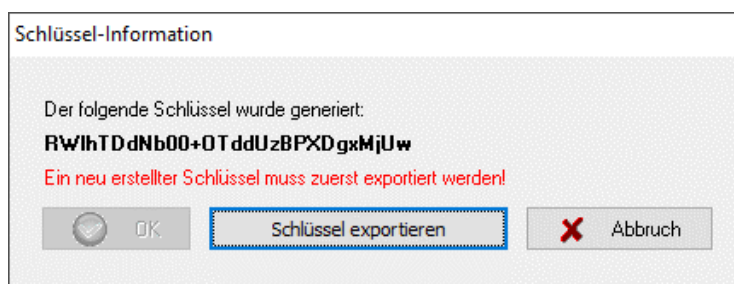 Schlüssel-Information
Der folgende Schlüssel wurde generiert:
RWlhTDdNb00+OTddUzBPXDgxMjUw
Ein neu erstellter Schlüssel muss zuerst exportiert werden!
OK Schlüssel exportieren Abbruch